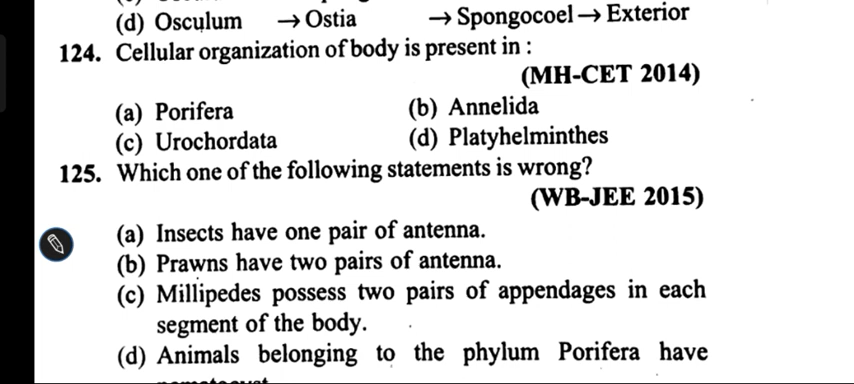 (d) Osculum → Ostia → Spongocoel → Exterior
124. Cellular organization of body is present in :
(MH-CET 2014)
(a) Porifera (b) Annelida
(c) Urochordata (d) Platyhelminthes
125. Which one of the following statements is wrong?
(WB-JEE 2015)
(a) Insects have one pair of antenna.
(b) Prawns have two pairs of antenna.
(c) Millipedes possess two pairs of appendages in each
segment of the body.
(d) Animals belonging to the phylum Porifera have